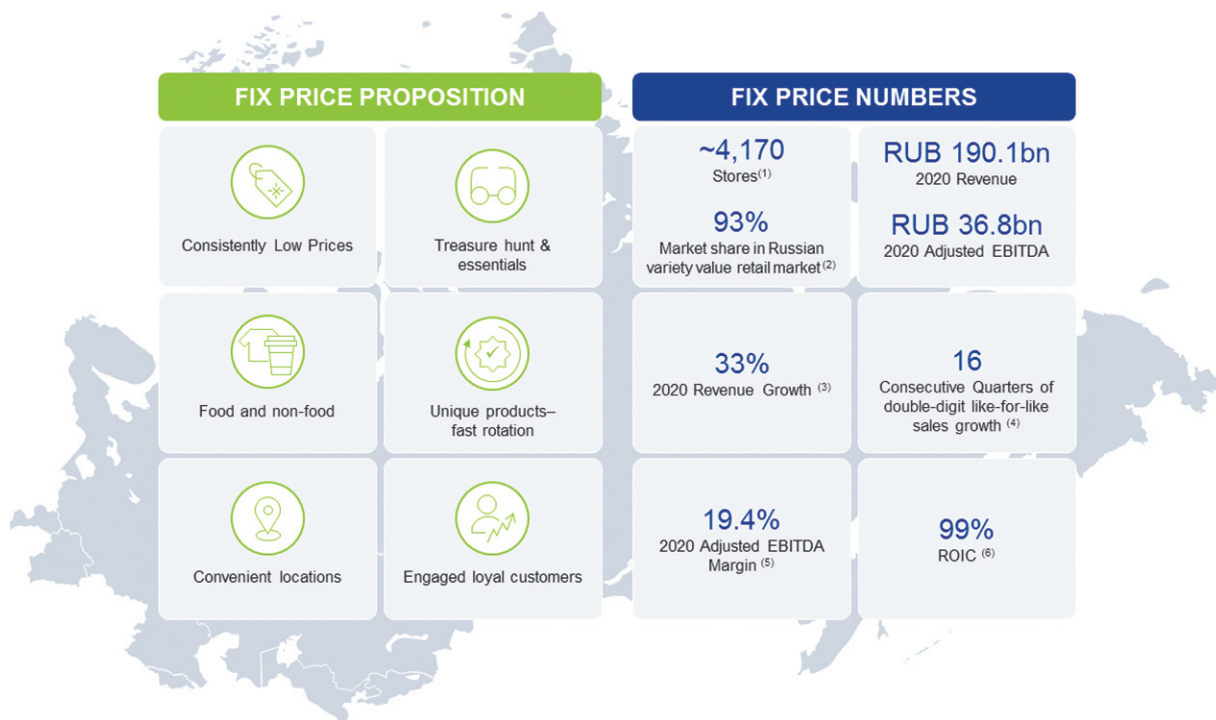 FIX PRICE PROPOSITION
Consistently Low Prices
Treasure hunt &
essentials
Food and non-food
Unique products–
fast rotation
Convenient locations
Engaged loyal customers
FIX PRICE NUMBERS
~4,170
Stores(1)
93%
Market share in Russian
variety value retail market (2)
RUB 190.1bn
2020 Revenue
RUB 36.8bn
2020 Adjusted EBITDA
33%
2020 Revenue Growth (3)
16
Consecutive Quarters of
double-digit like-for-like
sales growth (4)
19.4%
2020 Adjusted EBITDA
Margin (5)
99%
ROIC (6)